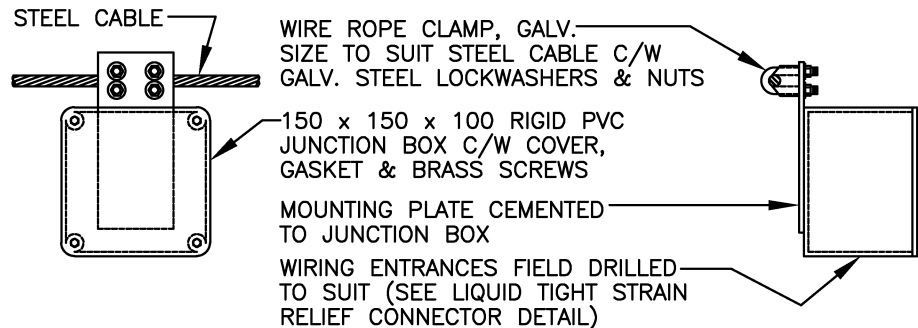 STEEL CABLE
WIRE ROPE CLAMP, GALV.
SIZE TO SUIT STEEL CABLE C/W
GALV. STEEL LOCKWASHERS & NUTS
150 x 150 x 100 RIGID PVC
JUNCTION BOX C/W COVER,
GASKET & BRASS SCREWS
MOUNTING PLATE CEMENTED
TO JUNCTION BOX
WIRING ENTRANCES FIELD DRILLED
TO SUIT (SEE LIQUID TIGHT STRAIN
RELIEF CONNECTOR DETAIL)